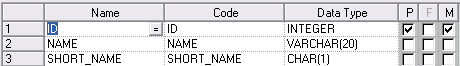 Name Code Data Type P F M
1 ID = ID INTEGER
2 NAME NAME VARCHAR(20)
3 SHORT_NAME SHORT_NAME CHAR(1)